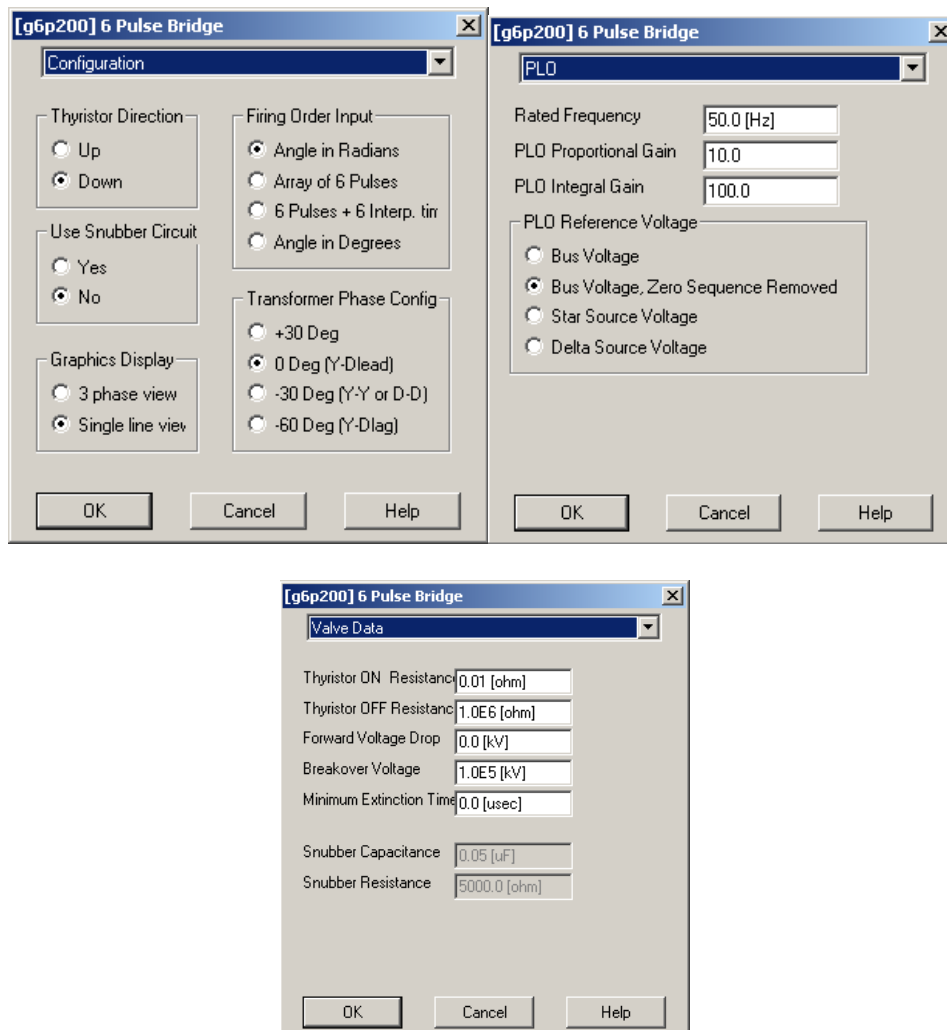 [g6p200] 6 Pulse Bridge
Configuration
Thyristor Direction
Up
Down
Use Snubber Circuit
Yes
No
Graphics Display
3 phase view
Single line view
Firing Order Input
Angle in Radians
Array of 6 Pulses
6 Pulses + 6 Interp. tim
Angle in Degrees
Transformer Phase Config
+30 Deg
0 Deg (Y-Dlead)
-30 Deg (Y-Y or D-D)
-60 Deg (Y-Dlag)
OK Cancel Help
[g6p200] 6 Pulse Bridge
PLO
Rated Frequency 50.0 [Hz]
PLO Proportional Gain 10.0
PLO Integral Gain 100.0
PLO Reference Voltage
Bus Voltage
Bus Voltage, Zero Sequence Removed
Star Source Voltage
Delta Source Voltage
OK Cancel Help
[g6p200] 6 Pulse Bridge
Valve Data
Thyristor ON Resistance 0.01 [ohm]
Thyristor OFF Resistanc 1.0E6 [ohm]
Forward Voltage Drop 0.0 [kV]
Breakover Voltage 1.0E5 [kV]
Minimum Extinction Time 0.0 [usec]
Snubber Capacitance 0.05 [uF]
Snubber Resistance 5000.0 [ohm]
OK Cancel Help